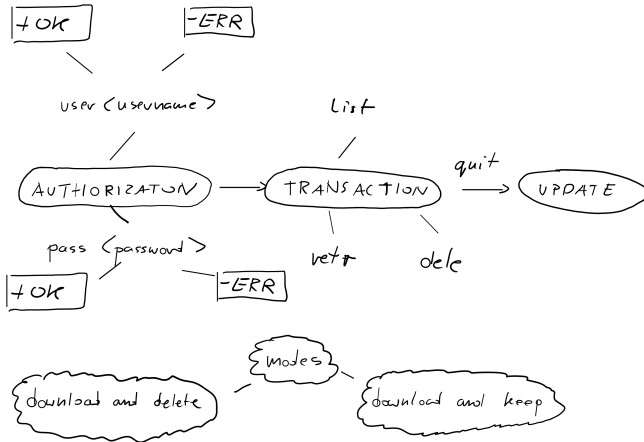 +OK
-ERR
user <username>
List
AUTHORIZATON
TRANSACTION
quit
UPDATE
pass <password>
retr
dele
+OK
-ERR
modes
download and delete
download and keep